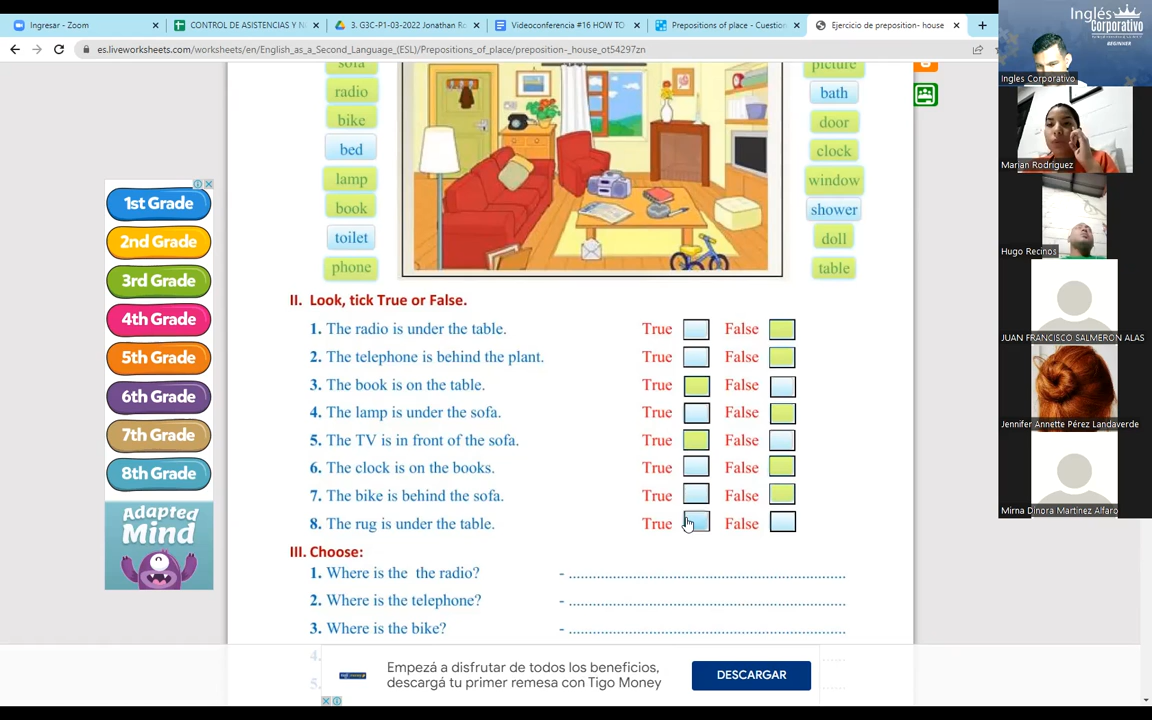 Ingresar - Zoom
CONTROL DE ASISTENCIAS Y N
3. G3C-P1-03-2022 Jonathan Ro
Videoconferencia #16 HOW TO
Prepositions of place - Cuestion
Ejercicio de preposition- house
es.liveworksheets.com/worksheets/en/English_as_a_Second_Language_(ESL)/Prepositions_of_place/preposition-_house_ot54297zn
Inglés
Corporativo
BEGINNER
Ingles Corporativo
Marian Rodríguez
Hugo Recinos
JUAN FRANCISCO SALMERON ALAS
Jennifer Annette Pérez Landaverde
Mirna Dinora Martinez Alfaro
sofa
radio
bike
bed
lamp
book
toilet
phone
picture
bath
door
clock
window
shower
doll
table
1st Grade
2nd Grade
3rd Grade
4th Grade
5th Grade
6th Grade
7th Grade
8th Grade
Adapted
Mind
II. Look, tick True or False.
1. The radio is under the table. True False
2. The telephone is behind the plant. True False
3. The book is on the table. True False
4. The lamp is under the sofa. True False
5. The TV is in front of the sofa. True False
6. The clock is on the books. True False
7. The bike is behind the sofa. True False
8. The rug is under the table. True False
III. Choose:
1. Where is the the radio? - ......................................................................
2. Where is the telephone? - ......................................................................
3. Where is the bike? - ......................................................................
4.
5.
Empezá a disfrutar de todos los beneficios,
descargá tu primer remesa con Tigo Money
DESCARGAR